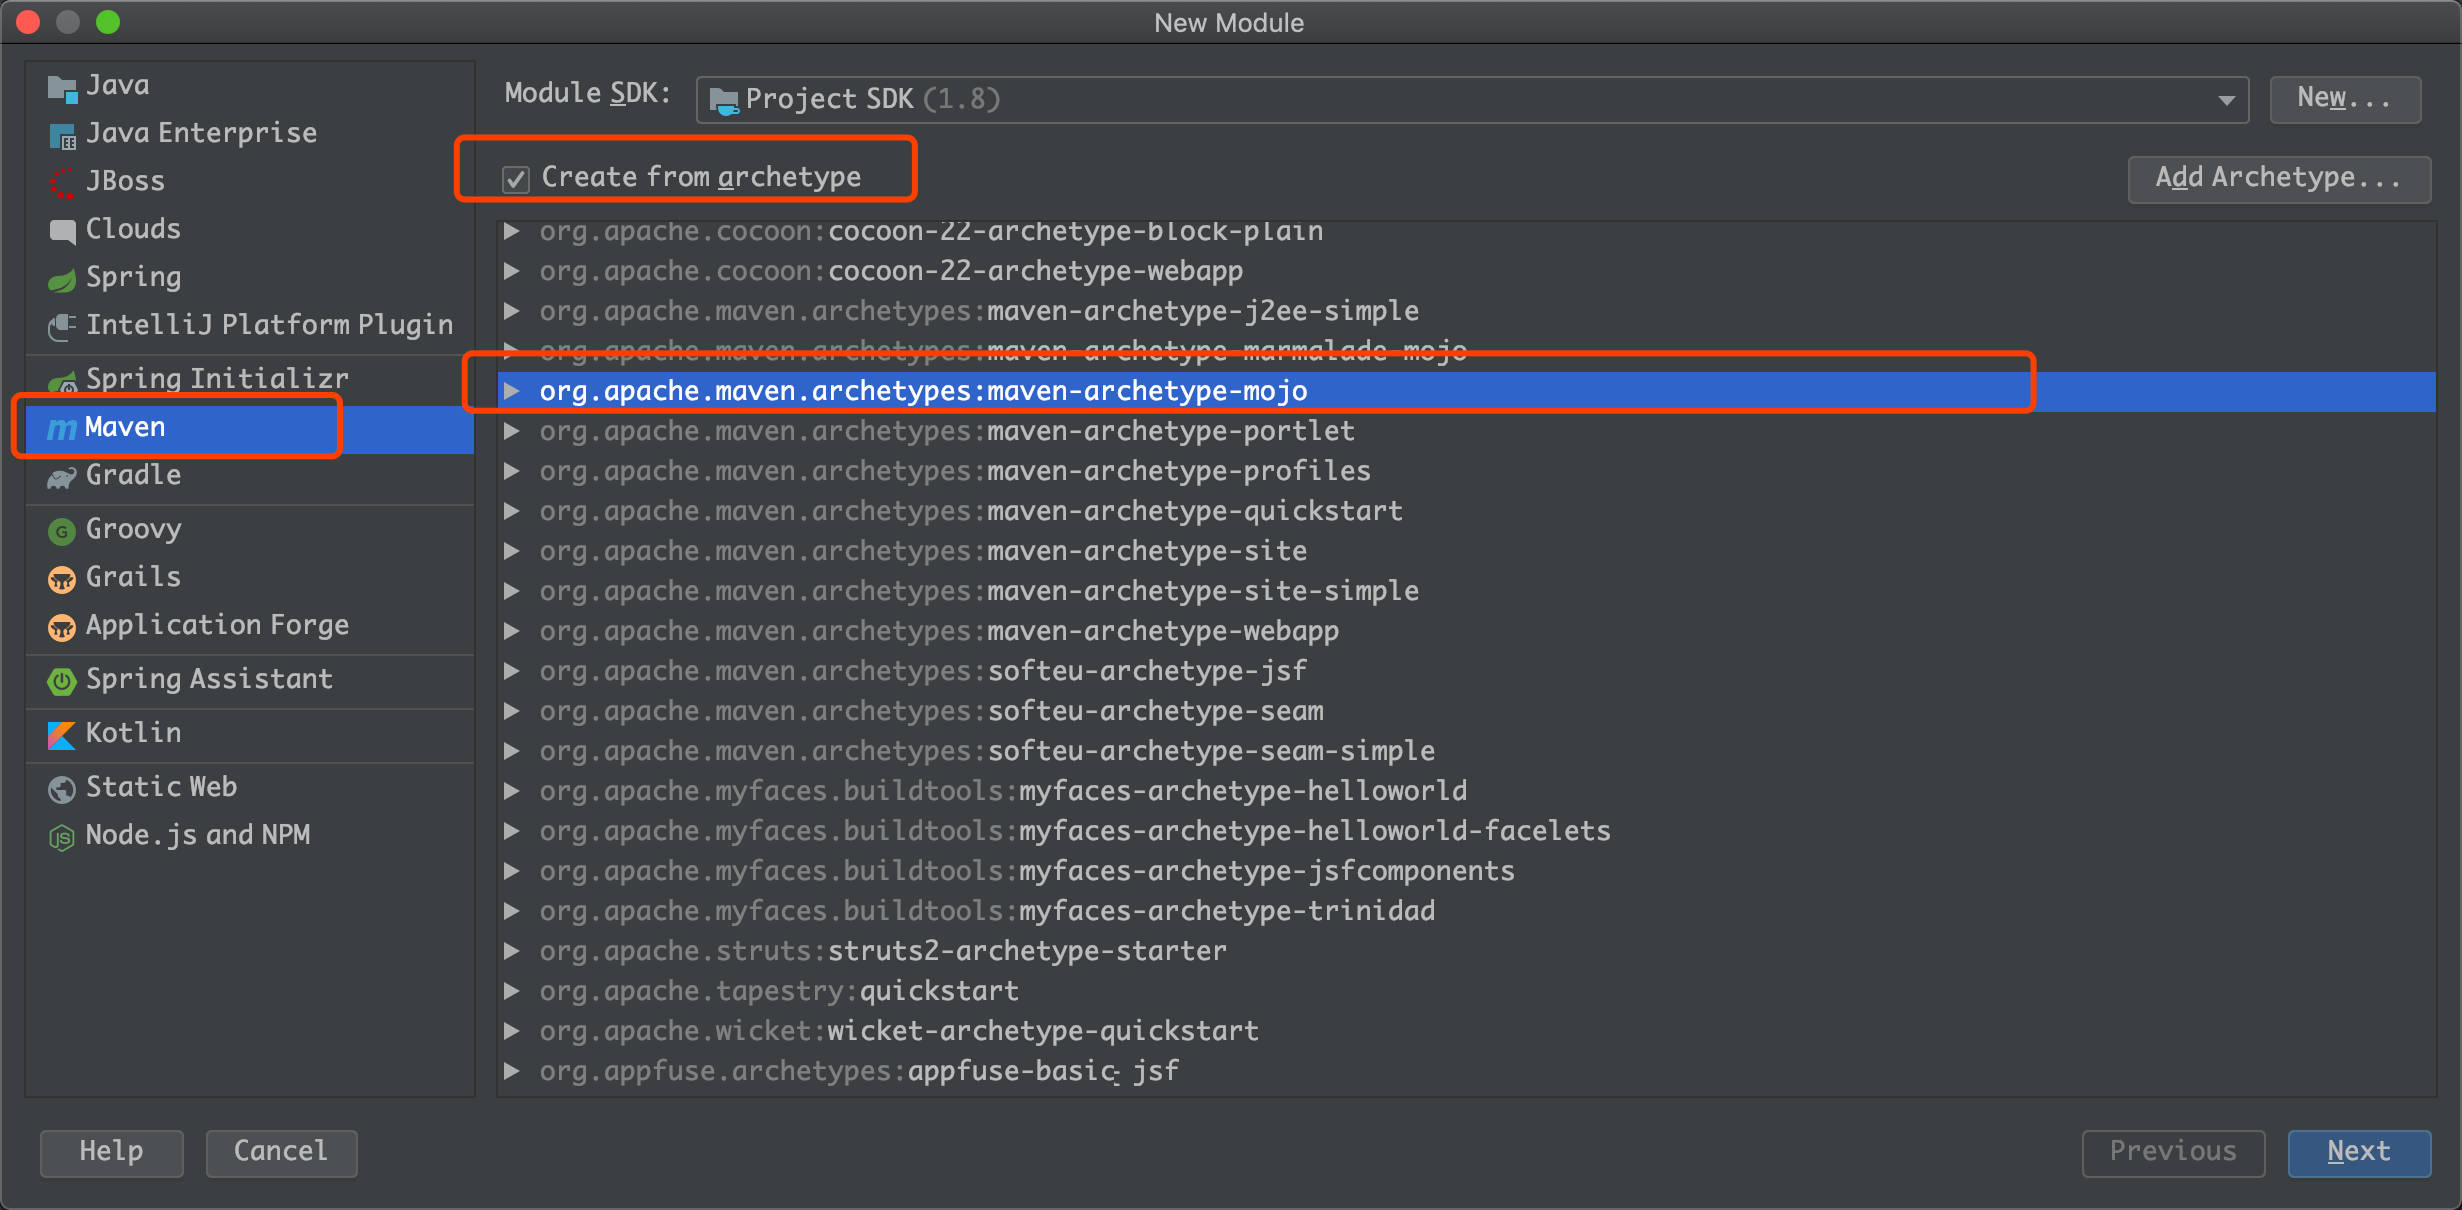 New Module
Java
Java Enterprise
JBoss
Clouds
Spring
IntelliJ Platform Plugin
Spring Initializr
Maven
Gradle
Groovy
Grails
Application Forge
Spring Assistant
Kotlin
Static Web
Node.js and NPM
Module SDK: Project SDK (1.8) New...
Create from archetype Add Archetype...
org.apache.cocoon:cocoon-22-archetype-block-plain
org.apache.cocoon:cocoon-22-archetype-webapp
org.apache.maven.archetypes:maven-archetype-j2ee-simple
org.apache.maven.archetypes:maven-archetype-marmalade-mojo
org.apache.maven.archetypes:maven-archetype-mojo
org.apache.maven.archetypes:maven-archetype-portlet
org.apache.maven.archetypes:maven-archetype-profiles
org.apache.maven.archetypes:maven-archetype-quickstart
org.apache.maven.archetypes:maven-archetype-site
org.apache.maven.archetypes:maven-archetype-site-simple
org.apache.maven.archetypes:maven-archetype-webapp
org.apache.maven.archetypes:softeu-archetype-jsf
org.apache.maven.archetypes:softeu-archetype-seam
org.apache.maven.archetypes:softeu-archetype-seam-simple
org.apache.myfaces.buildtools:myfaces-archetype-helloworld
org.apache.myfaces.buildtools:myfaces-archetype-helloworld-facelets
org.apache.myfaces.buildtools:myfaces-archetype-jsfcomponents
org.apache.myfaces.buildtools:myfaces-archetype-trinidad
org.apache.struts:struts2-archetype-starter
org.apache.tapestry:quickstart
org.apache.wicket:wicket-archetype-quickstart
org.appfuse.archetypes:appfuse-basic-jsf
Help Cancel Previous Next